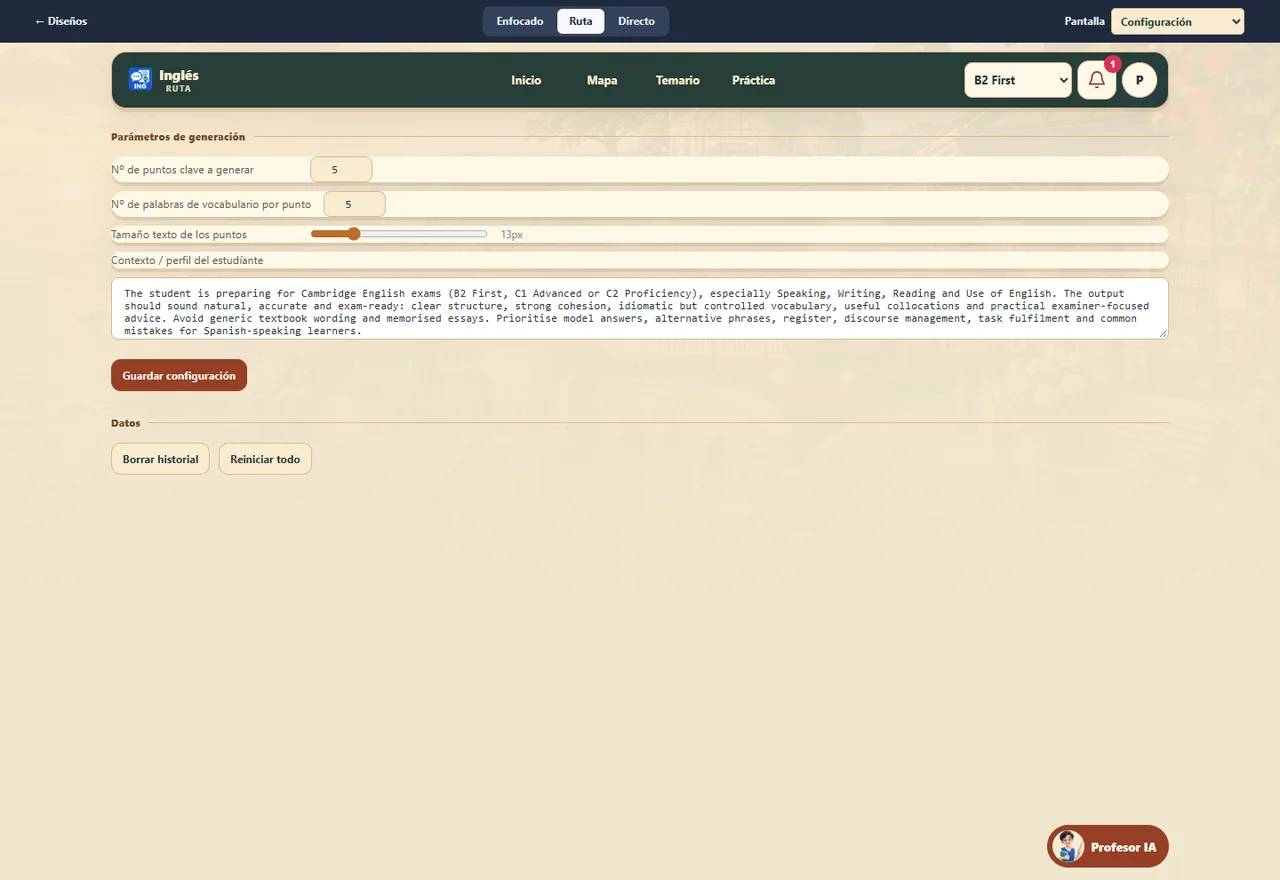 ← Diseños
Enfocado
Ruta
Directo
Pantalla
Configuración
ING
Inglés
RUTA
Inicio
Mapa
Temario
Práctica
B2 First
1
P
Parámetros de generación
Nº de puntos clave a generar
5
Nº de palabras de vocabulario por punto
5
Tamaño texto de los puntos
13px
Contexto / perfil del estudiante
The student is preparing for Cambridge English exams (B2 First, C1 Advanced or C2 Proficiency), especially Speaking, Writing, Reading and Use of English. The output
should sound natural, accurate and exam-ready: clear structure, strong cohesion, idiomatic but controlled vocabulary, useful collocations and practical examiner-focused
advice. Avoid generic textbook wording and memorised essays. Prioritise model answers, alternative phrases, register, discourse management, task fulfilment and common
mistakes for Spanish-speaking learners.
Guardar configuración
Datos
Borrar historial
Reiniciar todo
Profesor IA